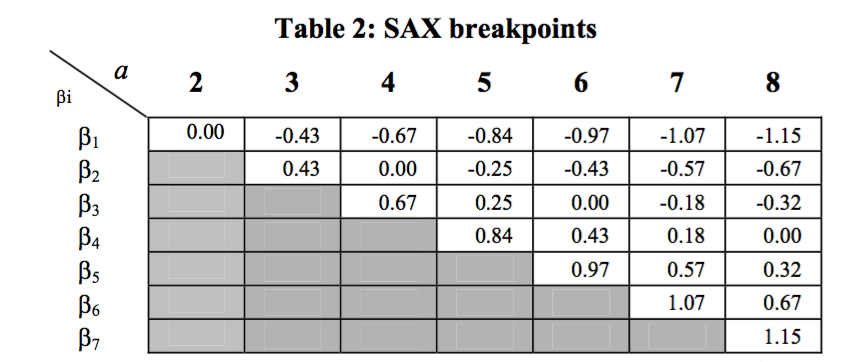 Table 2: SAX breakpoints
a 2 3 4 5 6 7 8
βi
β1 0.00 -0.43 -0.67 -0.84 -0.97 -1.07 -1.15
β2 0.43 0.00 -0.25 -0.43 -0.57 -0.67
β3 0.67 0.25 0.00 -0.18 -0.32
β4 0.84 0.43 0.18 0.00
β5 0.97 0.57 0.32
β6 1.07 0.67
β7 1.15